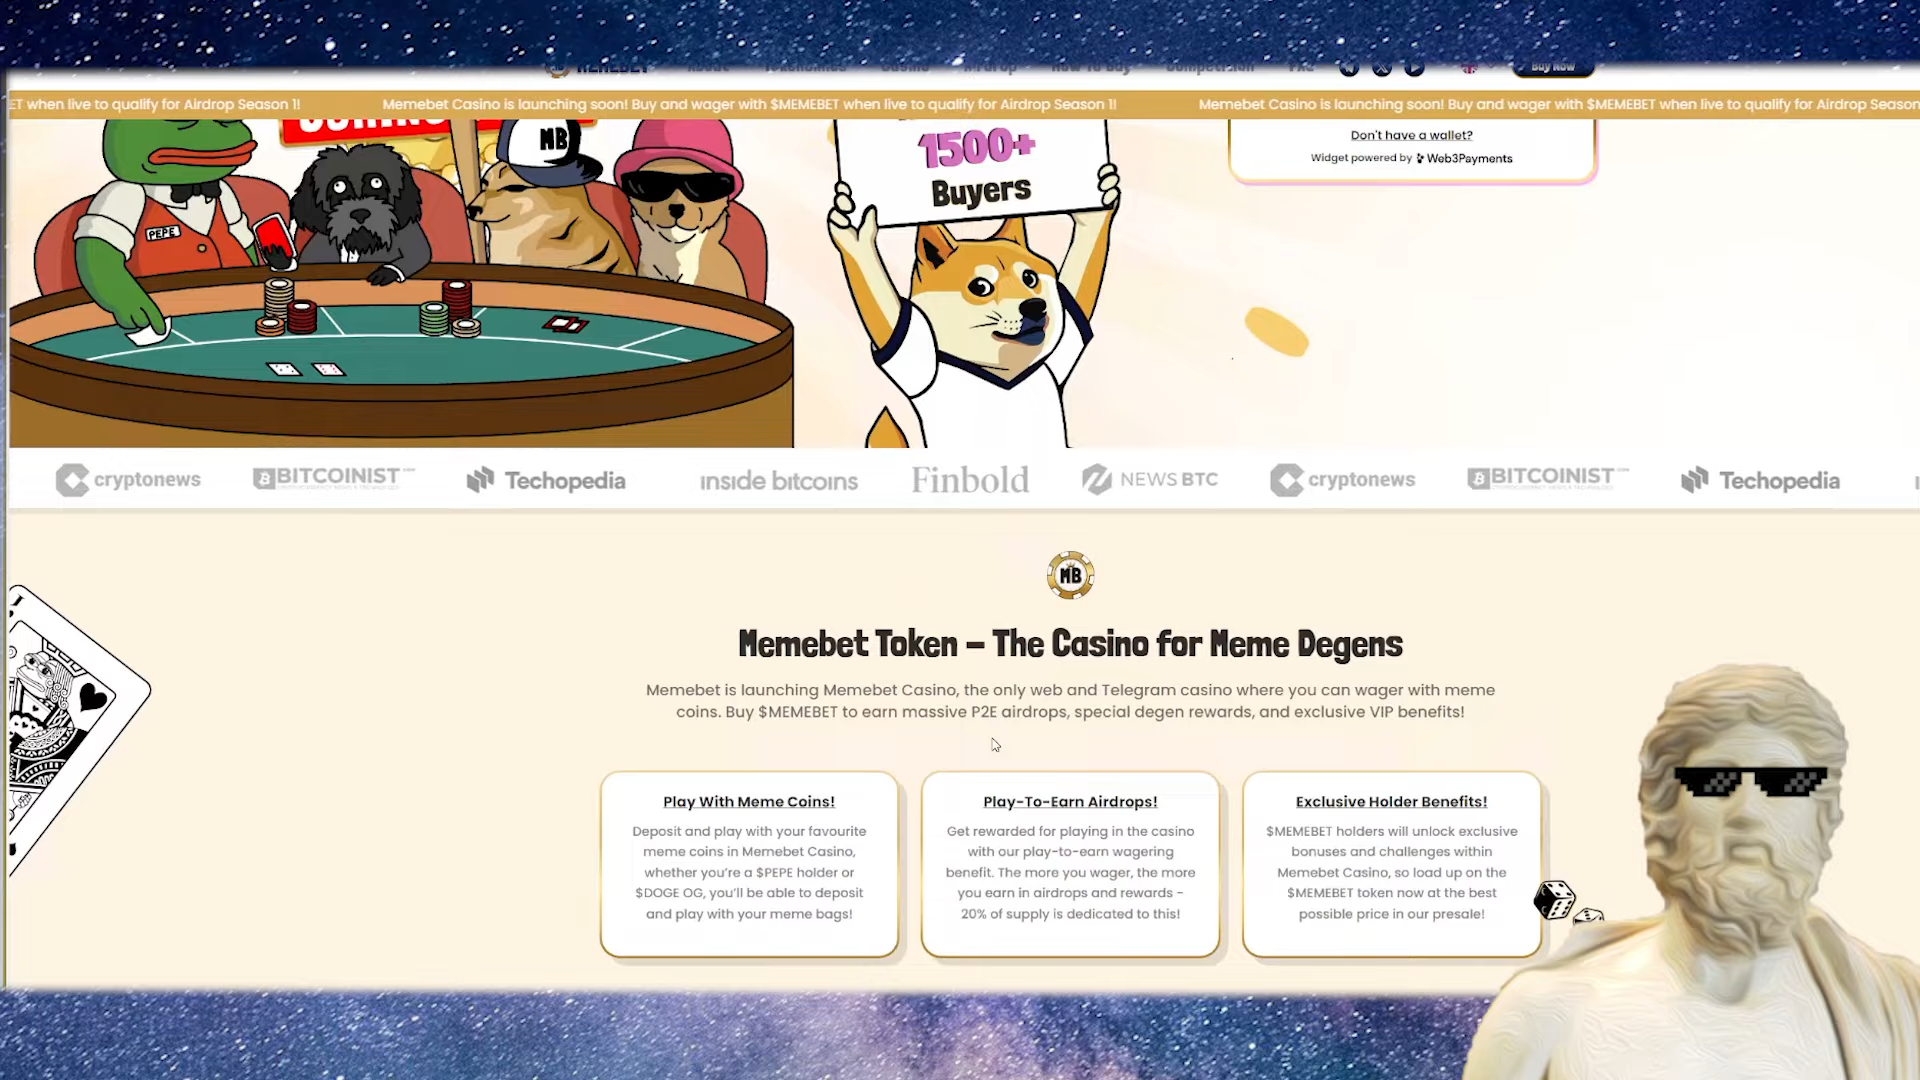 Buy Now
ET when live to qualify for Airdrop Season 1!
Memebet Casino is launching soon! Buy and wager with $MEMEBET when live to qualify for Airdrop Season 1!
Memebet Casino is launching soon! Buy and wager with $MEMEBET when live to qualify for Airdrop Season
MB
PEPE
1500+
Buyers
Don't have a wallet?
Widget powered by Web3Payments
cryptonews
BITCOINIST
Techopedia
inside bitcoins
Finbold
NEWS BTC
cryptonews
BITCOINIST
Techopedia
MB
Memebet Token – The Casino for Meme Degens
Memebet is launching Memebet Casino, the only web and Telegram casino where you can wager with meme
coins. Buy $MEMEBET to earn massive P2E airdrops, special degen rewards, and exclusive VIP benefits!
Play With Meme Coins!
Deposit and play with your favourite
meme coins in Memebet Casino,
whether you're a $PEPE holder or
$DOGE OG, you'll be able to deposit
and play with your meme bags!
Play-To-Earn Airdrops!
Get rewarded for playing in the casino
with our play-to-earn wagering
benefit. The more you wager, the more
you earn in airdrops and rewards –
20% of supply is dedicated to this!
Exclusive Holder Benefits!
$MEMEBET holders will unlock exclusive
bonuses and challenges within
Memebet Casino, so load up on the
$MEMEBET token now at the best
possible price in our presale!